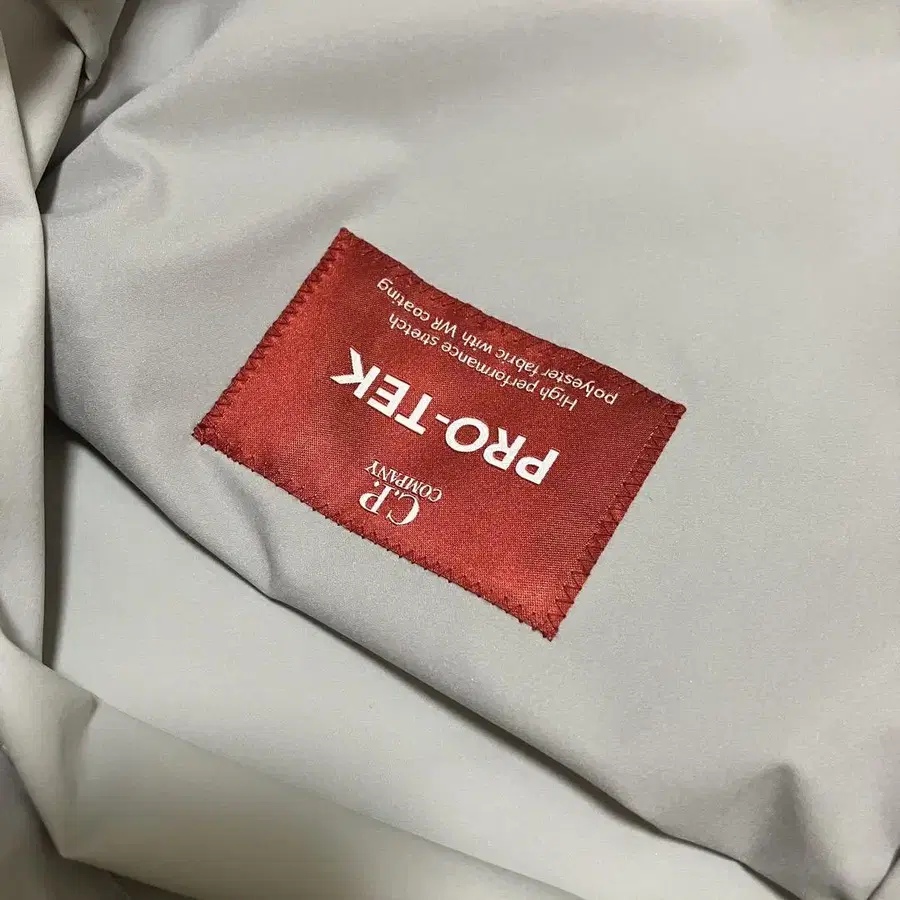 C.P.
COMPANY
PRO-TEK
High performance stretch
polyester fabric with WR coating